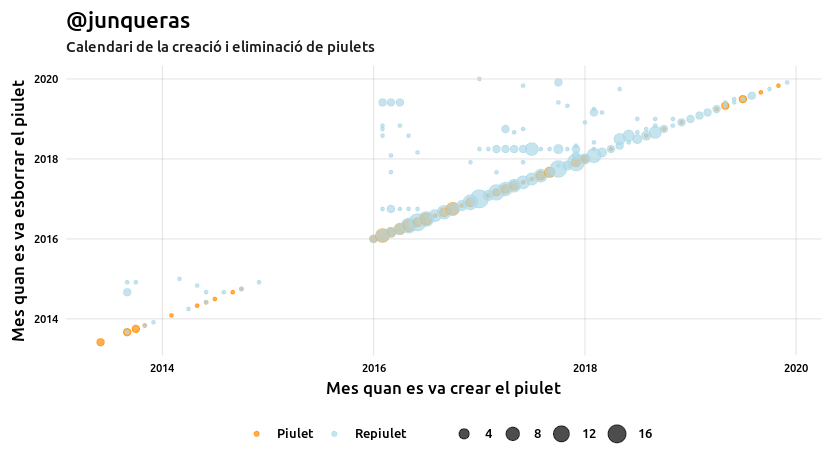 @junqueras
Calendari de la creació i eliminació de piulets
Mes quan es va esborrar el piulet
2020
2018
2016
2014
2014 2016 2018 2020
Mes quan es va crear el piulet
Piulet Repiulet 4 8 12 16